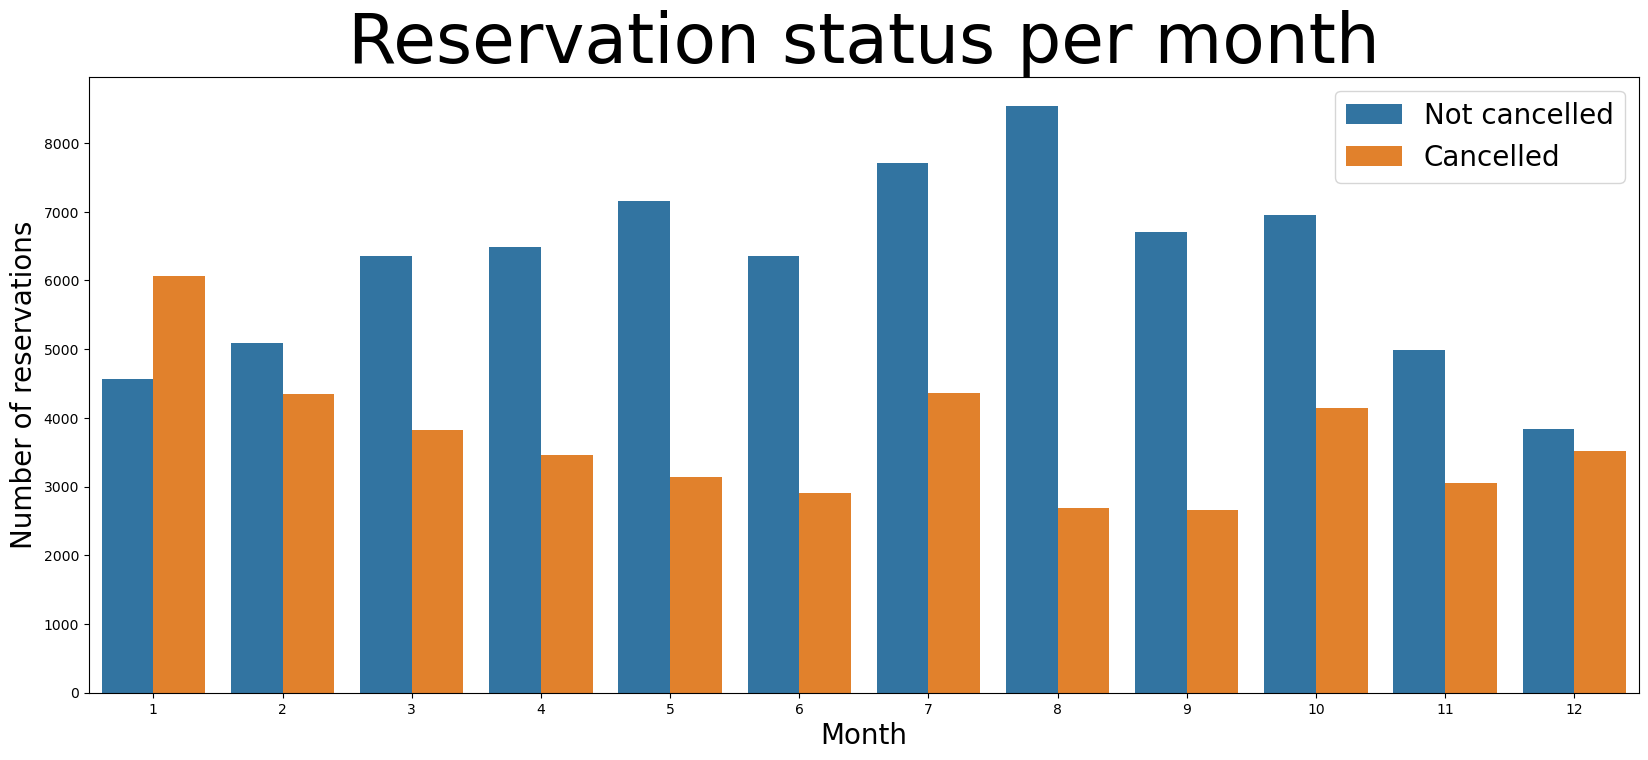 Reservation status per month
Not cancelled
Cancelled
Number of reservations
8000
7000
6000
5000
4000
3000
2000
1000
0
1 2 3 4 5 6 7 8 9 10 11 12
Month